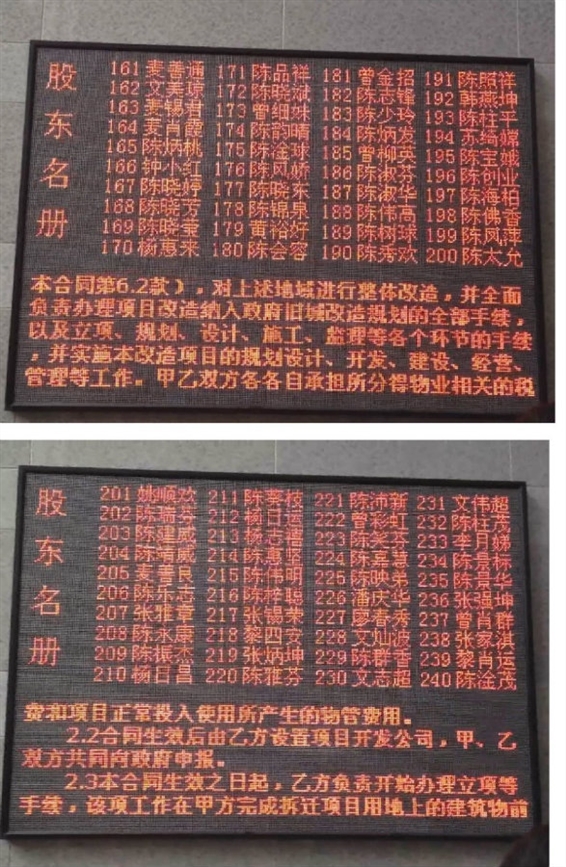 股东名册
161 麦善通 171 陈品祥 181 曾金招 191 陈照祥
162 文美琼 172 陈晓斌 182 陈志锋 192 韩燕坤
163 麦锡君 173 曾细妹 183 陈少玲 193 陈柱平
164 麦肖霞 174 陈韵晴 184 陈炳发 194 苏绮嫦
165 陈炳桃 175 陈淦球 185 曾柳英 195 陈宝娥
166 钟小红 176 陈凤娇 186 陈淑芬 196 陈创业
167 陈晓婷 177 陈晓东 187 陈淑华 197 陈海柏
168 陈晓芳 178 陈锦泉 188 陈伟高 198 陈佛香
169 陈晓莹 179 黄裕好 189 陈树球 199 陈凤萍
170 杨惠来 180 陈会容 190 陈秀欢 200 陈太允
本合同第6.2款），对上述地域进行整体改造，并全面
负责办理项目改造纳入政府旧城改造规划的全部手续，
以及立项、规划、设计、施工、监理等各个环节的手续
，并实施本改造项目的规划设计、开发、建设、经营、
管理等工作。甲乙双方各各自承担所分得物业相关的税
股东名册
201 姚顺欢 211 陈葵枝 221 陈沛新 231 文伟超
202 陈瑞芬 212 杨日运 222 曾彩虹 232 陈柱茂
203 陈建威 213 杨志禧 223 陈笑芬 233 李月娣
204 陈靖威 214 陈惠坚 224 陈嘉慧 234 陈景标
205 麦善良 215 陈伟明 225 陈映弟 235 陈景华
206 陈乐志 216 陈梓聪 226 潘庆华 236 张强坤
207 张雅章 217 张锡荣 227 廖春秀 237 曾肖群
208 陈永康 218 黎四安 228 文灿波 238 张家淇
209 陈振杰 219 张炳坤 229 陈群香 239 黎肖运
210 杨日昌 220 陈雅芬 230 文志超 240 陈淦茂
费和项目正常投入使用所产生的物管费用。
2.2合同生效后由乙方设置项目开发公司，甲、乙
双方共同向政府申报。
2.3本合同生效之日起，乙方负责开始办理立项等
手续，该项工作在甲方完成拆迁项目用地上的建筑物前